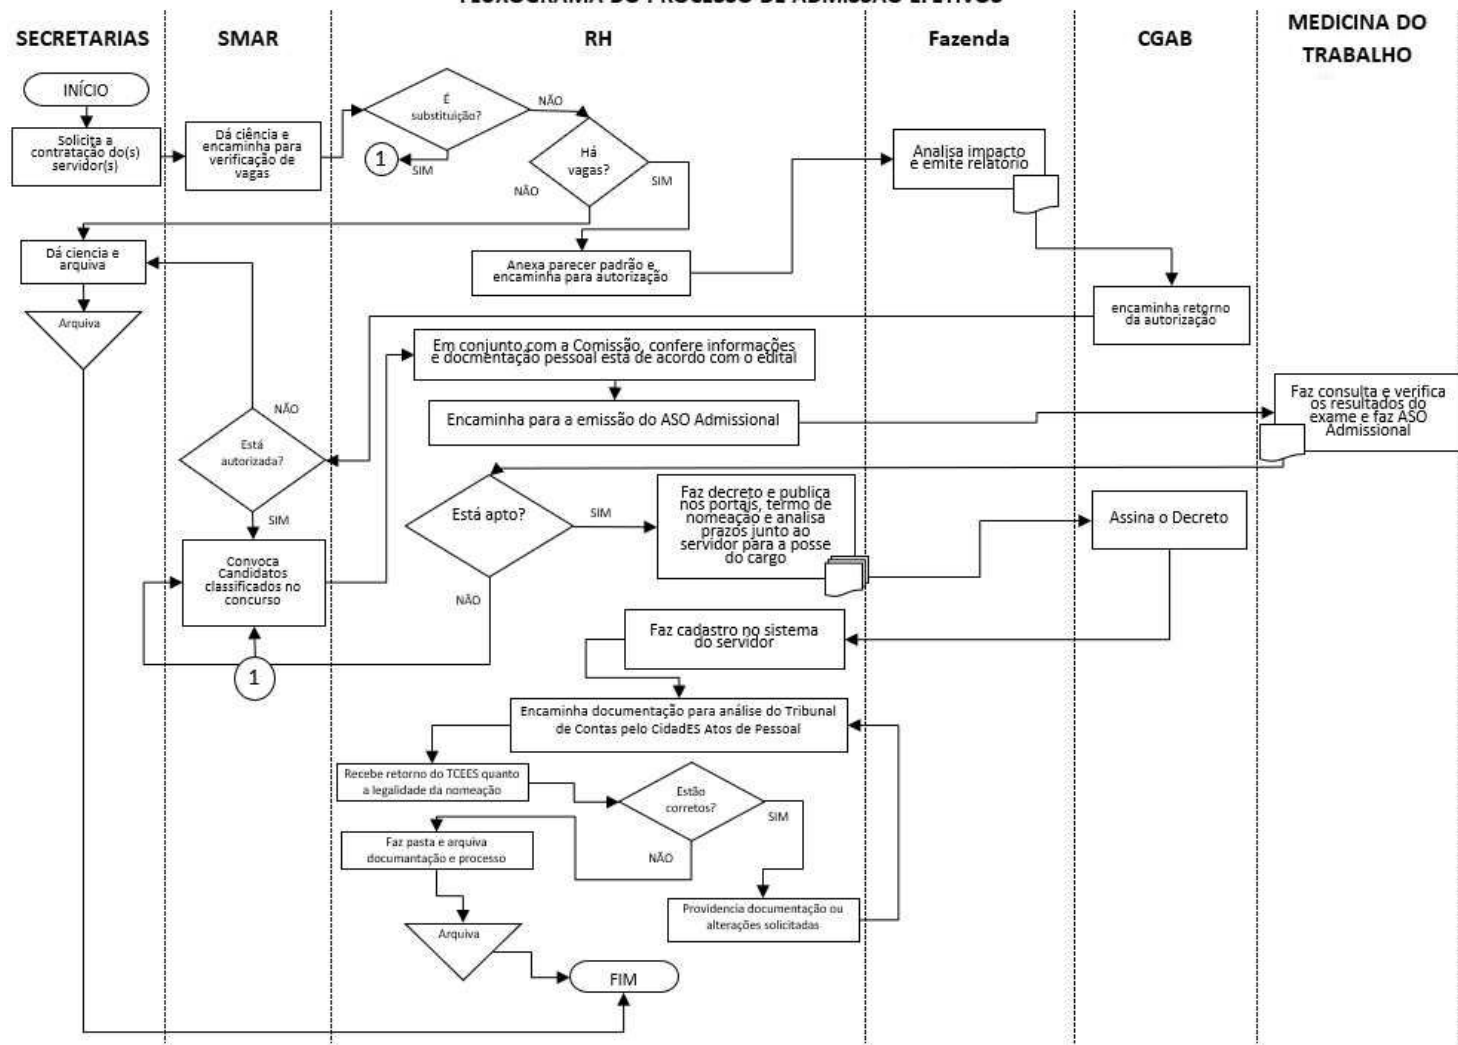 FLUXOGRAMA DO PROCESSO DE ADMISSÃO EFETIVOS
SECRETARIAS
SMAR
RH
Fazenda
CGAB
MEDICINA DO
TRABALHO
INÍCIO
Solicita a
contratação do(s)
servidor(s)
Dá ciência e
encaminha para
verificação de
vagas
É
substituição?
NÃO
SIM
1
Há
vagas?
NÃO
SIM
Analisa impacto
e emite relatório
Dá ciencia e
arquiva
Anexa parecer padrão e
encaminha para autorização
encaminha retorno
da autorização
Arquiva
Em conjunto com a Comissão, confere informações
e docmentação pessoal está de acordo com o edital
Encaminha para a emissão do ASO Admissional
Faz consulta e verifica
os resultados do
exame e faz ASO
Admissional
NÃO
Está
autorizada?
SIM
Está apto?
SIM
NÃO
Faz decreto e publica
nos portais, termo de
nomeação e analisa
prazos junto ao
servidor para a posse
do cargo
Assina o Decreto
Convoca
Candidatos
classificados no
concurso
1
Faz cadastro no sistema
do servidor
Encaminha documentação para análise do Tribunal
de Contas pelo CidadES Atos de Pessoal
Recebe retorno do TCEES quanto
a legalidade da nomeação
Estão
corretos?
SIM
NÃO
Faz pasta e arquiva
documantação e processo
Providencia documentação ou
alterações solicitadas
Arquiva
FIM